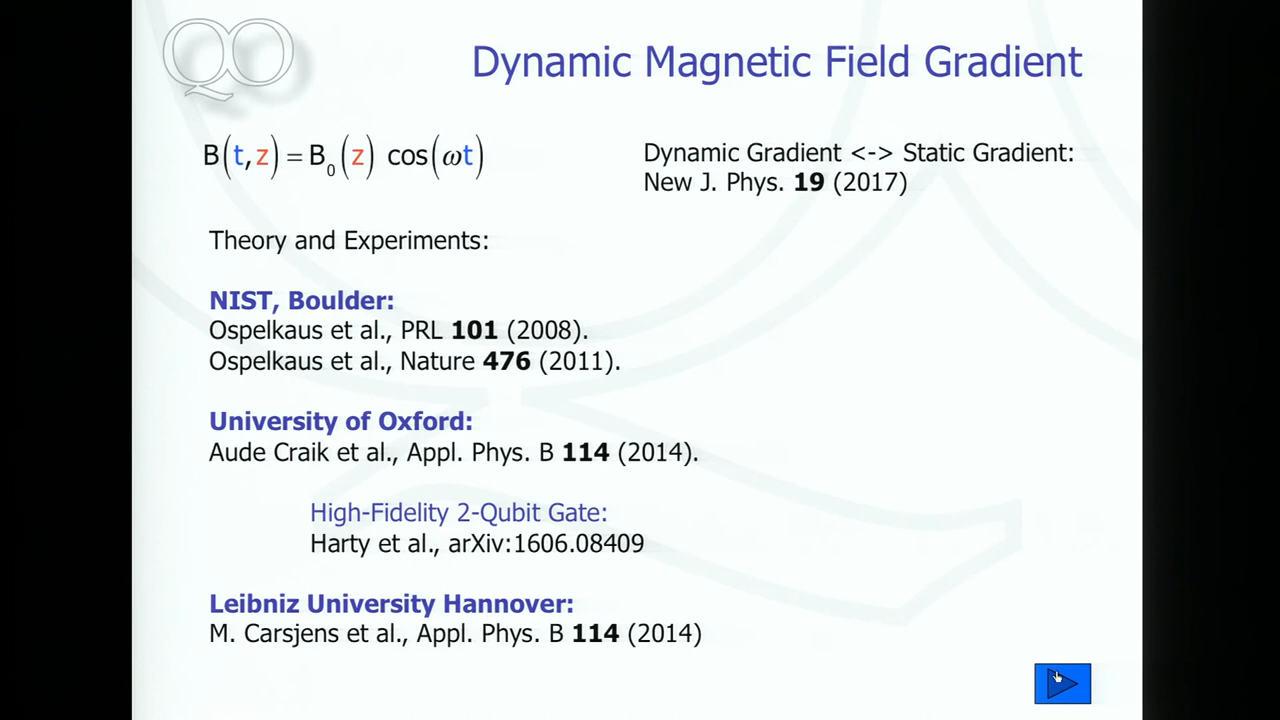 QO
Dynamic Magnetic Field Gradient
B(t,z) = B₀(z) cos(ωt)
Dynamic Gradient <-> Static Gradient:
New J. Phys. 19 (2017)
Theory and Experiments:
NIST, Boulder:
Ospelkaus et al., PRL 101 (2008).
Ospelkaus et al., Nature 476 (2011).
University of Oxford:
Aude Craik et al., Appl. Phys. B 114 (2014).
High-Fidelity 2-Qubit Gate:
Harty et al., arXiv:1606.08409
Leibniz University Hannover:
M. Carsjens et al., Appl. Phys. B 114 (2014)